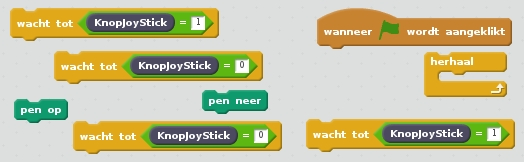 wacht tot KnopJoyStick = 1
wanneer wordt aangeklikt
wacht tot KnopJoyStick = 0
herhaal
pen op
pen neer
wacht tot KnopJoyStick = 0
wacht tot KnopJoyStick = 1